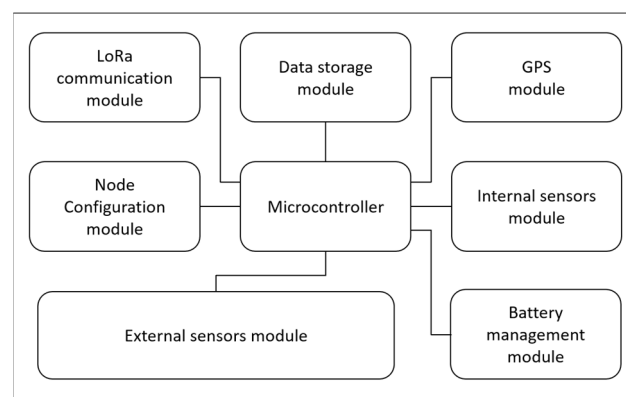 LoRa
communication
module
Data storage
module
GPS
module
Node
Configuration
module
Microcontroller
Internal sensors
module
External sensors module
Battery
management
module